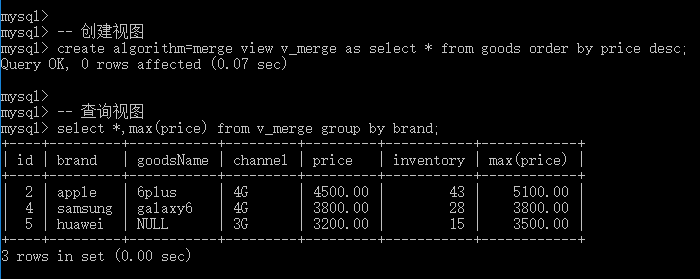 mysql>
mysql> -- 创建视图
mysql> create algorithm=merge view v_merge as select * from goods order by price desc;
Query OK, 0 rows affected (0.07 sec)
mysql>
mysql> -- 查询视图
mysql> select *,max(price) from v_merge group by brand;
+----+---------+-----------+---------+---------+-----------+------------+
| id | brand | goodsName | channel | price | inventory | max(price) |
+----+---------+-----------+---------+---------+-----------+------------+
| 2 | apple | 6plus | 4G | 4500.00 | 43 | 5100.00 |
| 4 | samsung | galaxy6 | 4G | 3800.00 | 28 | 3800.00 |
| 5 | huawei | NULL | 3G | 3200.00 | 15 | 3500.00 |
+----+---------+-----------+---------+---------+-----------+------------+
3 rows in set (0.00 sec)